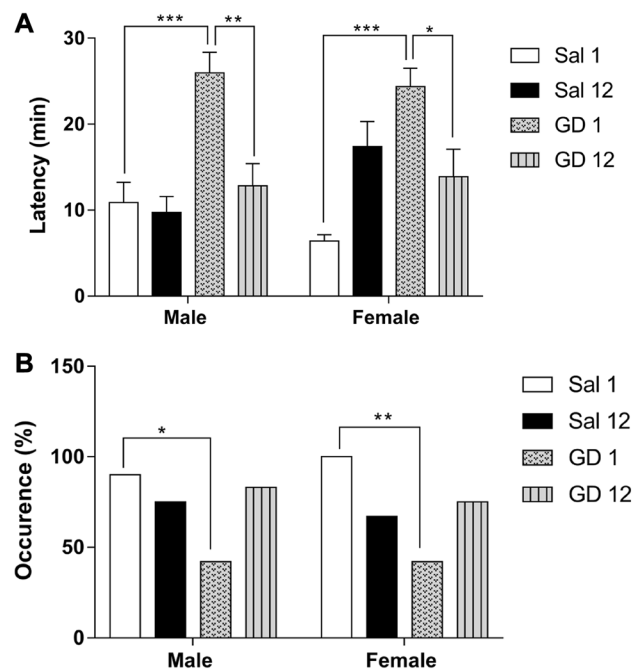 A
*** **
*** *
30
20
10
0
Latency (min)
Male Female
Sal 1
Sal 12
GD 1
GD 12
B
* **
150
100
50
0
Occurence (%)
Male Female
Sal 1
Sal 12
GD 1
GD 12